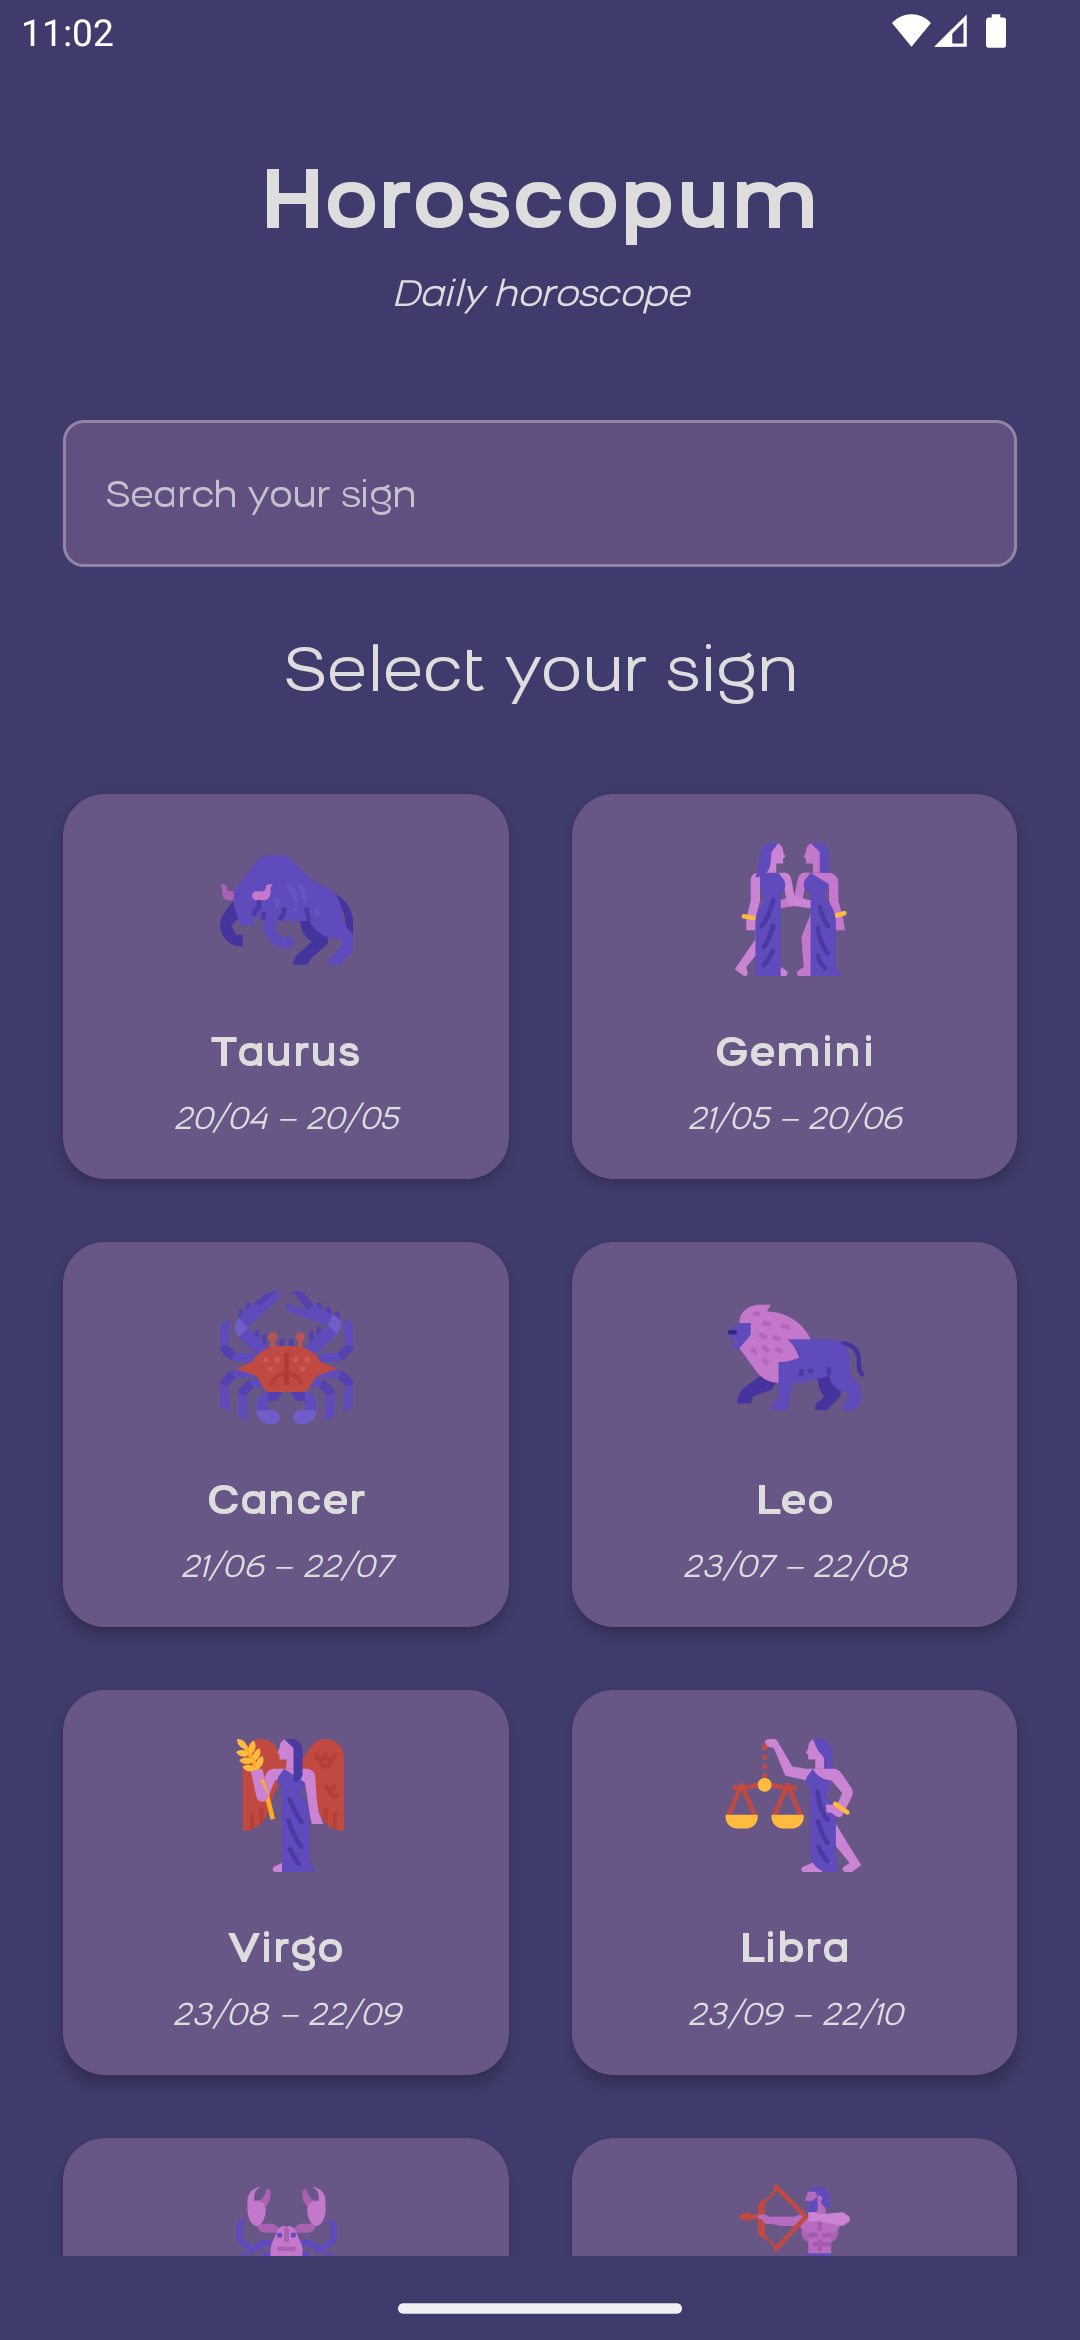 11:02
Horoscopum
Daily horoscope
Search your sign
Select your sign
Taurus
20/04 – 20/05
Gemini
21/05 – 20/06
Cancer
21/06 – 22/07
Leo
23/07 – 22/08
Virgo
23/08 – 22/09
Libra
23/09 – 22/10